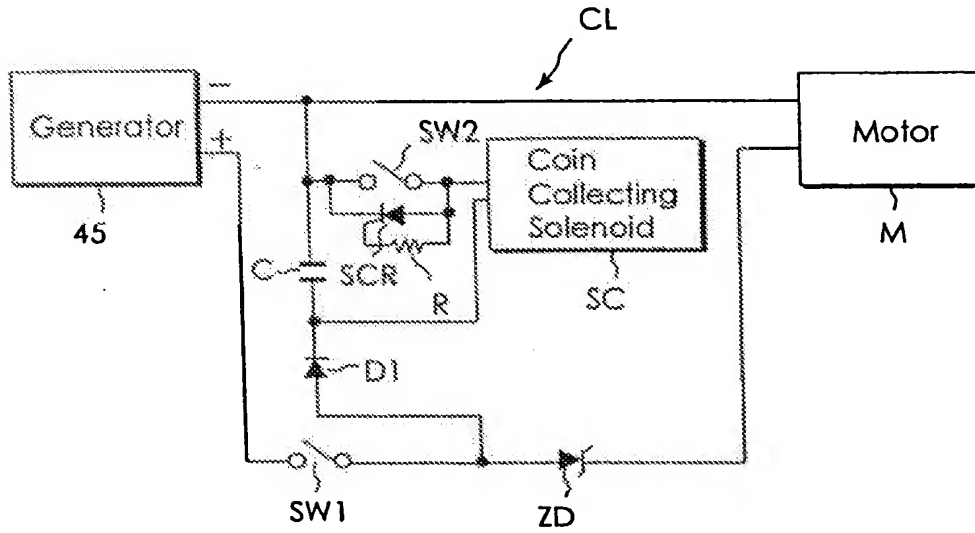 CL
−
Generator
+
45
SW2
Coin
Collecting
Solenoid
Motor
M
C
SCR
R
SC
D1
SW1
ZD